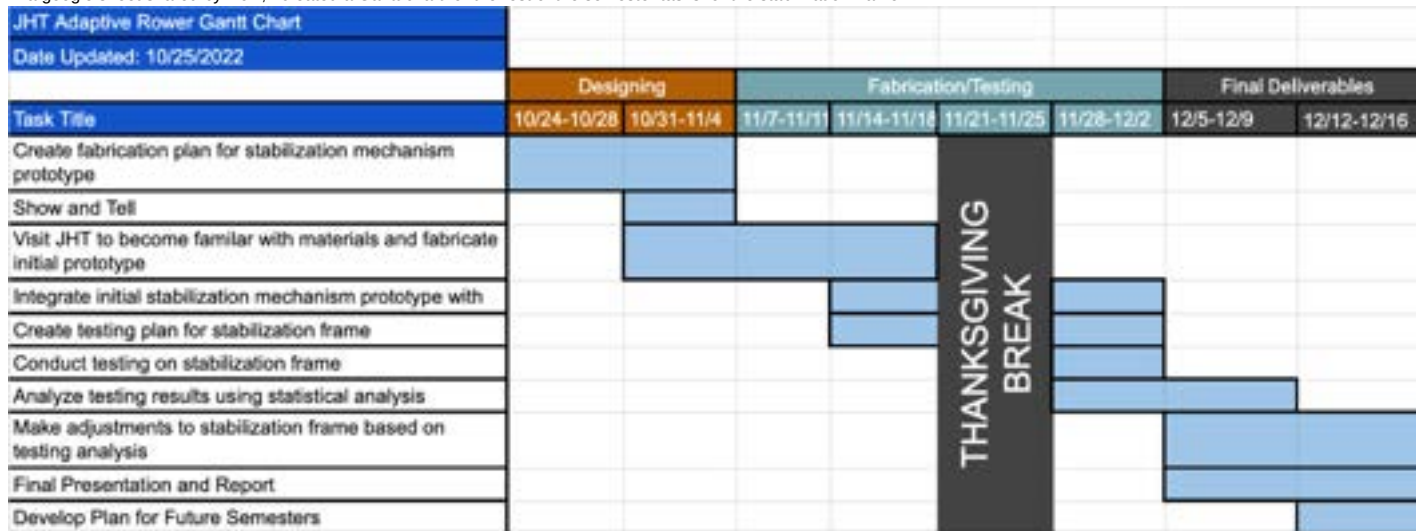 JHT Adaptive Rower Gantt Chart
Date Updated: 10/25/2022
Designing Fabrication/Testing Final Deliverables
Task Title 10/24-10/28 10/31-11/4 11/7-11/11 11/14-11/18 11/21-11/25 11/28-12/2 12/5-12/9 12/12-12/16
Create fabrication plan for stabilization mechanism
prototype
Show and Tell
Visit JHT to become familar with materials and fabricate
initial prototype
Integrate initial stabilization mechanism prototype with
Create testing plan for stabilization frame
Conduct testing on stabilization frame
Analyze testing results using statistical analysis
Make adjustments to stabilization frame based on
testing analysis
Final Presentation and Report
Develop Plan for Future Semesters
THANKSGIVING
BREAK